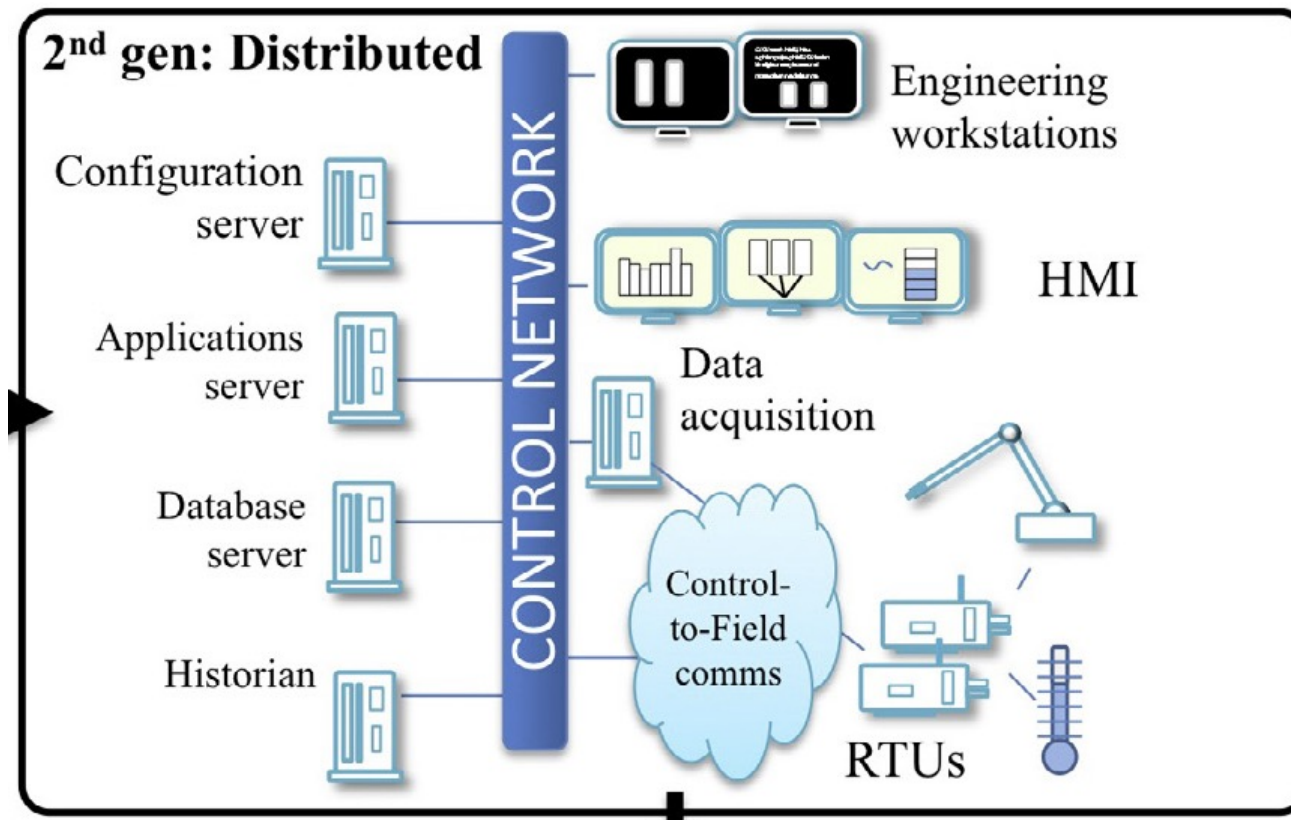 2nd gen: Distributed
CONTROL NETWORK
Engineering
workstations
Configuration
server
HMI
Applications
server
Data
acquisition
Database
server
Control-
to-Field
comms
Historian
RTUs